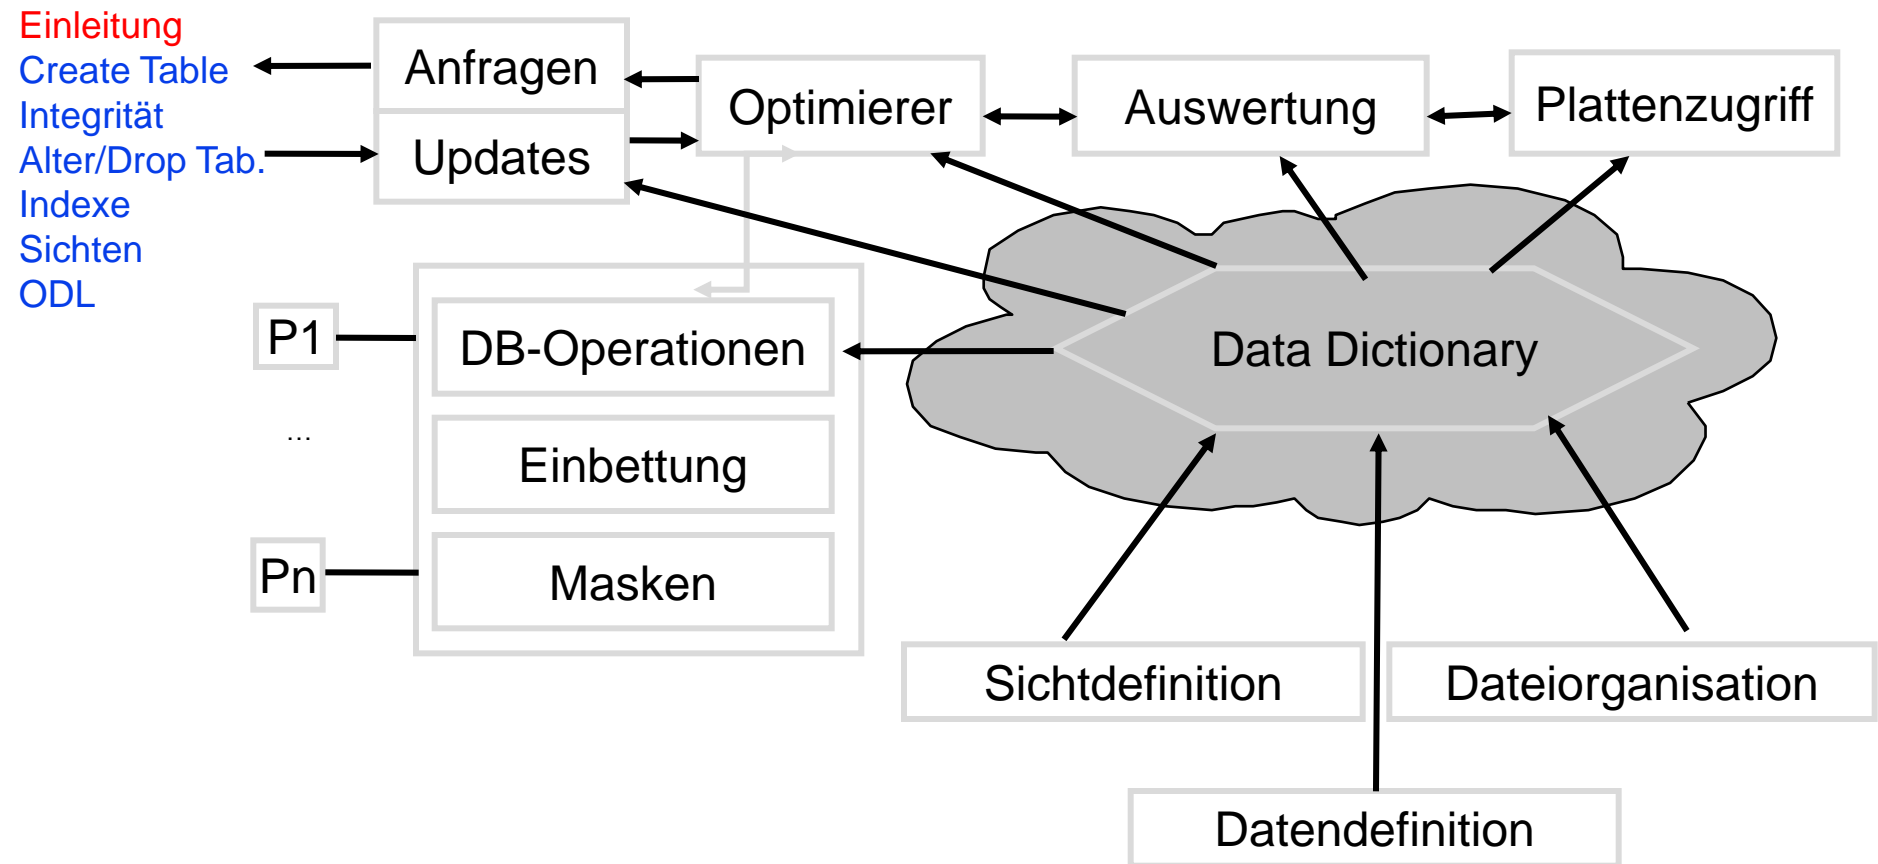 Einleitung
Create Table
Integrität
Alter/Drop Tab.
Indexe
Sichten
ODL
Anfragen
Updates
Optimierer
Auswertung
Plattenzugriff
P1
...
Pn
DB-Operationen
Einbettung
Masken
Data Dictionary
Sichtdefinition
Dateiorganisation
Datendefinition